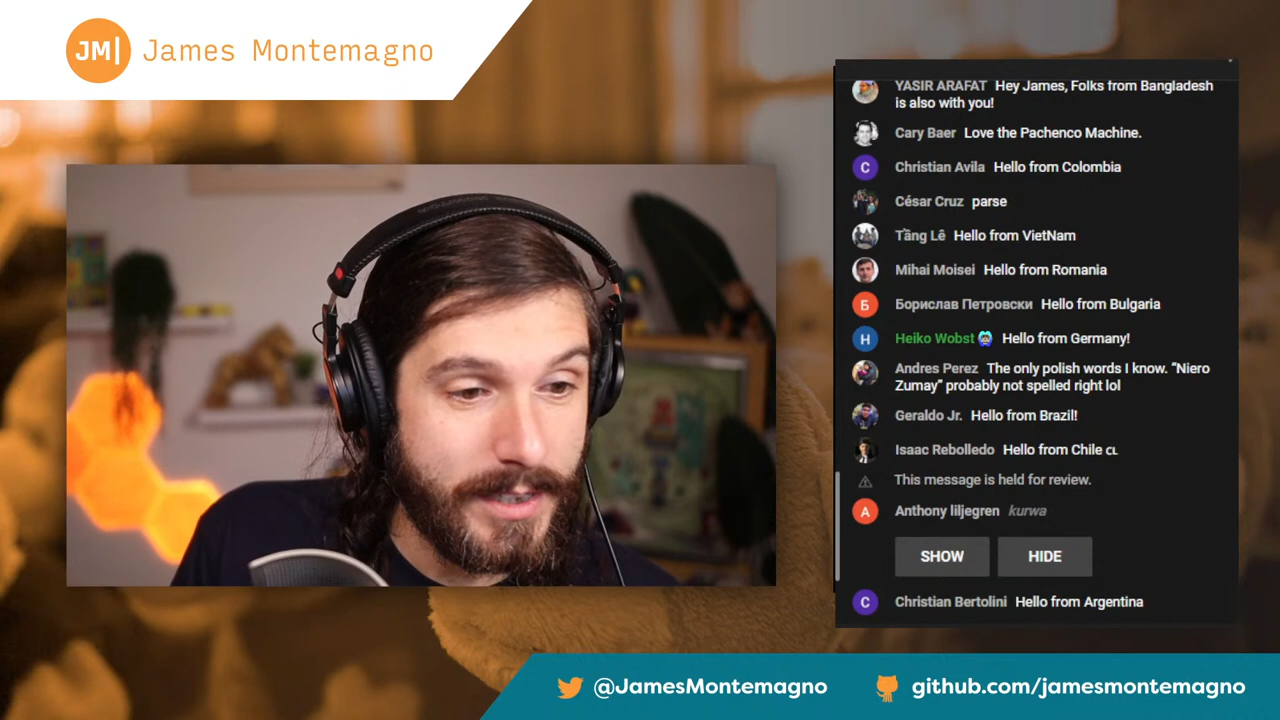 JM| James Montemagno
YASIR ARAFAT Hey James, Folks from Bangladesh
is also with you!
Cary Baer Love the Pachenco Machine.
Christian Avila Hello from Colombia
César Cruz parse
Tầng Lê Hello from VietNam
Mihai Moisei Hello from Romania
Борислав Петровски Hello from Bulgaria
Heiko Wobst Hello from Germany!
Andres Perez The only polish words I know. “Niero
Zumay” probably not spelled right lol
Geraldo Jr. Hello from Brazil!
Isaac Rebolledo Hello from Chile CL
This message is held for review.
Anthony liljegren kurwa
SHOW HIDE
Christian Bertolini Hello from Argentina
@JamesMontemagno github.com/jamesmontemagno